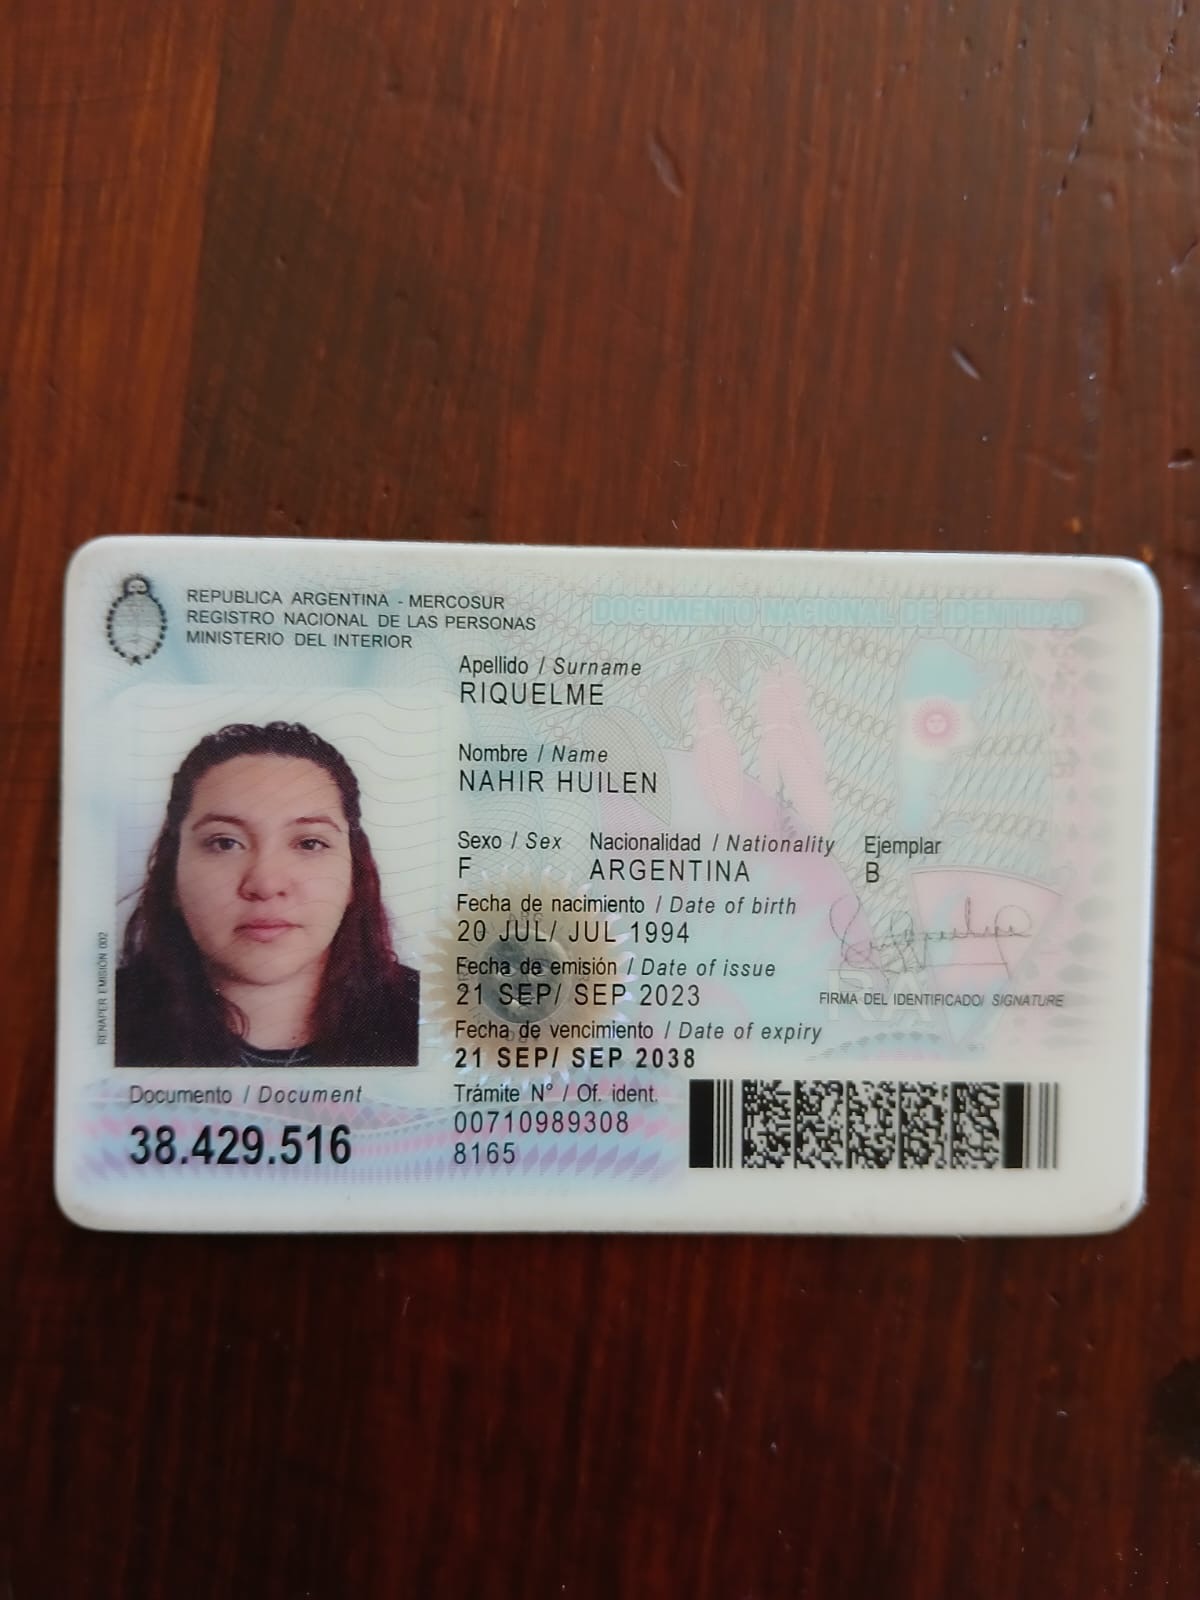 REPUBLICA ARGENTINA - MERCOSUR
REGISTRO NACIONAL DE LAS PERSONAS
MINISTERIO DEL INTERIOR
DOCUMENTO NACIONAL DE IDENTIDAD
Apellido / Surname
RIQUELME
Nombre / Name
NAHIR HUILEN
Sexo / Sex Nacionalidad / Nationality Ejemplar
F ARGENTINA B
Fecha de nacimiento / Date of birth
20 JUL/ JUL 1994
Fecha de emisión / Date of issue
21 SEP/ SEP 2023
FIRMA DEL IDENTIFICADO/ SIGNATURE
Fecha de vencimiento / Date of expiry
21 SEP/ SEP 2038
RENAPER EMISIÓN 002
Documento / Document
38.429.516
Trámite N° / Of. ident.
00710989308
8165
RA
ARG